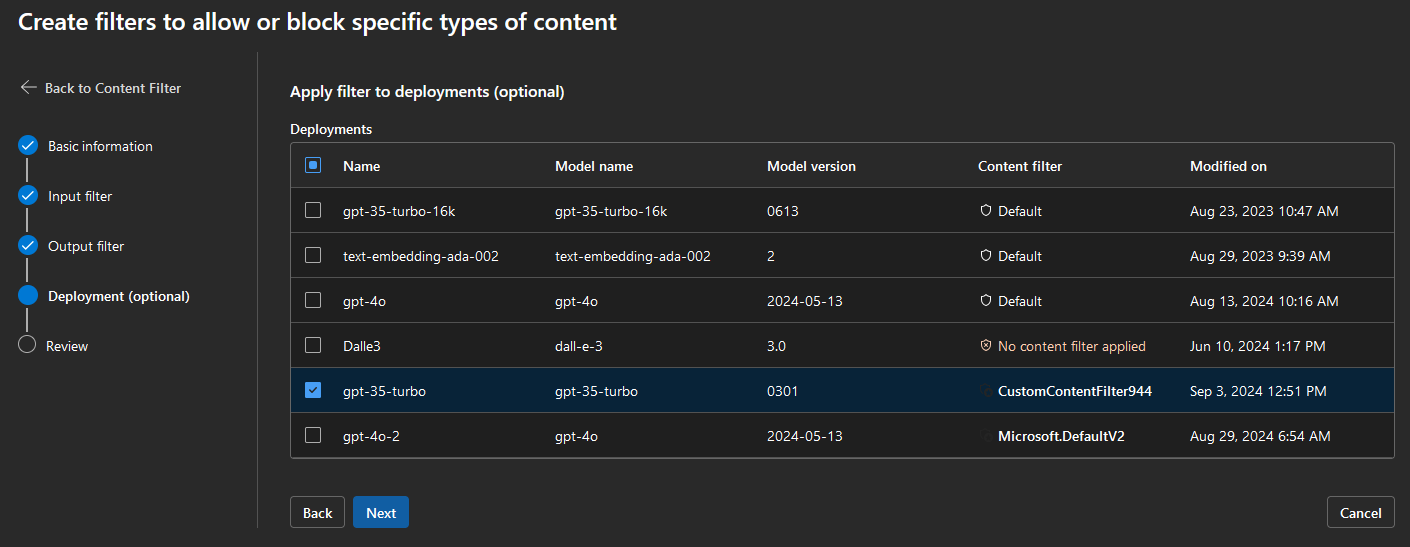 Create filters to allow or block specific types of content
Back to Content Filter
Basic information
Input filter
Output filter
Deployment (optional)
Review
Apply filter to deployments (optional)
Deployments
Name Model name Model version Content filter Modified on
gpt-35-turbo-16k gpt-35-turbo-16k 0613 Default Aug 23, 2023 10:47 AM
text-embedding-ada-002 text-embedding-ada-002 2 Default Aug 29, 2023 9:39 AM
gpt-4o gpt-4o 2024-05-13 Default Aug 13, 2024 10:16 AM
Dalle3 dall-e-3 3.0 No content filter applied Jun 10, 2024 1:17 PM
gpt-35-turbo gpt-35-turbo 0301 CustomContentFilter944 Sep 3, 2024 12:51 PM
gpt-4o-2 gpt-4o 2024-05-13 Microsoft.DefaultV2 Aug 29, 2024 6:54 AM
Back Next Cancel